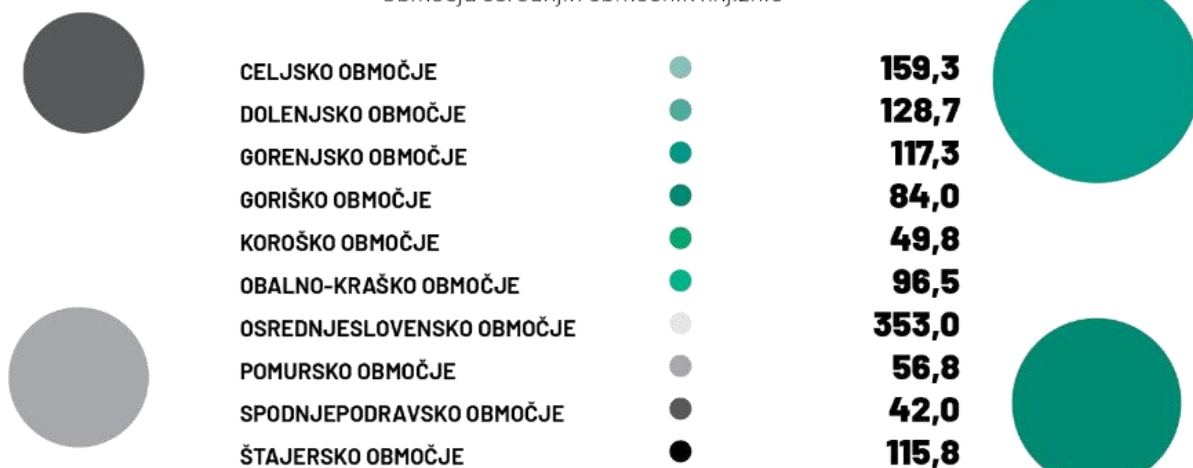 CELJSKO OBMOČJE 159,3
DOLENJSKO OBMOČJE 128,7
GORENJSKO OBMOČJE 117,3
GORIŠKO OBMOČJE 84,0
KOROŠKO OBMOČJE 49,8
OBALNO-KRAŠKO OBMOČJE 96,5
OSREDNJESLOVENSKO OBMOČJE 353,0
POMURSKO OBMOČJE 56,8
SPODNJEPODRAVSKO OBMOČJE 42,0
ŠTAJERSKO OBMOČJE 115,8